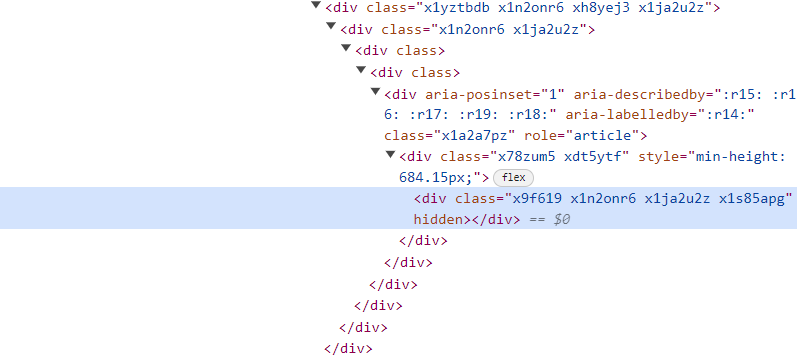 <div class="x1yztbdb x1n2onr6 xh8yej3 x1ja2u2z">
<div class="x1n2onr6 x1ja2u2z">
<div class>
<div class>
<div aria-posinset="1" aria-describedby=":r15: :r1
6: :r17: :r19: :r18:" aria-labelledby=":r14:"
class="x1a2a7pz" role="article">
<div class="x78zum5 xdt5ytf" style="min-height:
684.15px;"> flex
<div class="x9f619 x1n2onr6 x1ja2u2z x1s85apg"
hidden></div> == $0
</div>
</div>
</div>
</div>
</div>
</div>